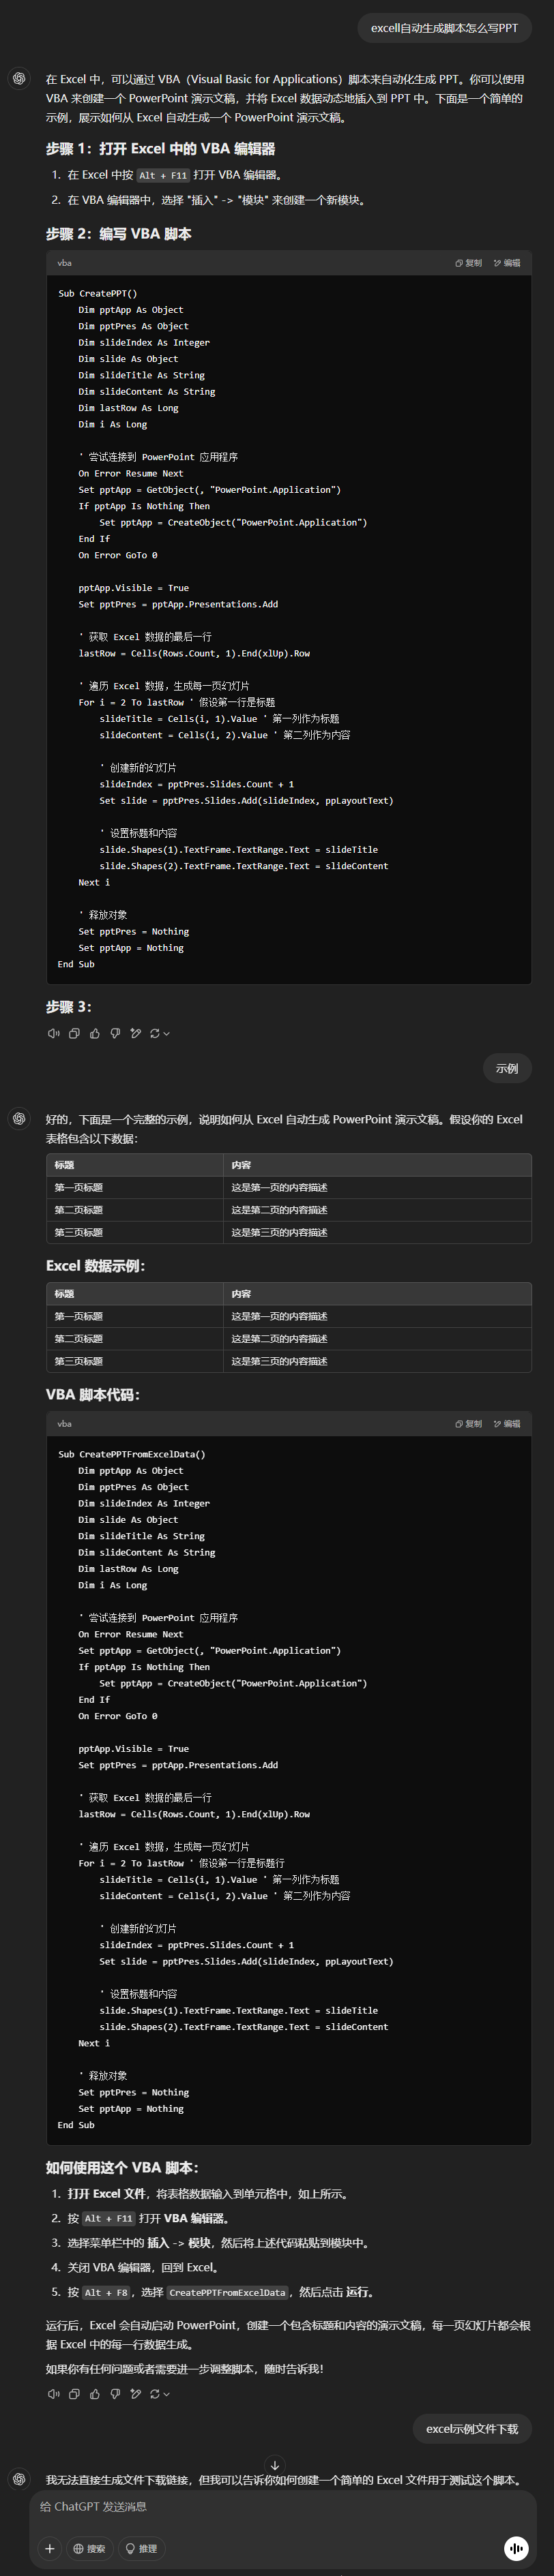 excell自动生成脚本怎么写PPT
在 Excel 中，可以通过 VBA（Visual Basic for Applications）脚本来自动化生成 PPT。你可以使用
VBA 来创建一个 PowerPoint 演示文稿，并将 Excel 数据动态地插入到 PPT 中。下面是一个简单的
示例，展示如何从 Excel 自动生成一个 PowerPoint 演示文稿。
步骤 1：打开 Excel 中的 VBA 编辑器
1. 在 Excel 中按 Alt + F11 打开 VBA 编辑器。
2. 在 VBA 编辑器中，选择 "插入" -> "模块" 来创建一个新模块。
步骤 2：编写 VBA 脚本
vba 复制 编辑
Sub CreatePPT()
Dim pptApp As Object
Dim pptPres As Object
Dim slideIndex As Integer
Dim slide As Object
Dim slideTitle As String
Dim slideContent As String
Dim lastRow As Long
Dim i As Long
' 尝试连接到 PowerPoint 应用程序
On Error Resume Next
Set pptApp = GetObject(, "PowerPoint.Application")
If pptApp Is Nothing Then
Set pptApp = CreateObject("PowerPoint.Application")
End If
On Error GoTo 0
pptApp.Visible = True
Set pptPres = pptApp.Presentations.Add
' 获取 Excel 数据的最后一行
lastRow = Cells(Rows.Count, 1).End(xlUp).Row
' 遍历 Excel 数据，生成每一页幻灯片
For i = 2 To lastRow ' 假设第一行是标题
slideTitle = Cells(i, 1).Value ' 第一列作为标题
slideContent = Cells(i, 2).Value ' 第二列作为内容
' 创建新的幻灯片
slideIndex = pptPres.Slides.Count + 1
Set slide = pptPres.Slides.Add(slideIndex, ppLayoutText)
' 设置标题和内容
slide.Shapes(1).TextFrame.TextRange.Text = slideTitle
slide.Shapes(2).TextFrame.TextRange.Text = slideContent
Next i
' 释放对象
Set pptPres = Nothing
Set pptApp = Nothing
End Sub
步骤 3：
示例
好的，下面是一个完整的示例，说明如何从 Excel 自动生成 PowerPoint 演示文稿。假设你的 Excel
表格包含以下数据：
标题 内容
第一页标题 这是第一页的内容描述
第二页标题 这是第二页的内容描述
第三页标题 这是第三页的内容描述
Excel 数据示例：
标题 内容
第一页标题 这是第一页的内容描述
第二页标题 这是第二页的内容描述
第三页标题 这是第三页的内容描述
VBA 脚本代码：
vba 复制 编辑
Sub CreatePPTFromExcelData()
Dim pptApp As Object
Dim pptPres As Object
Dim slideIndex As Integer
Dim slide As Object
Dim slideTitle As String
Dim slideContent As String
Dim lastRow As Long
Dim i As Long
' 尝试连接到 PowerPoint 应用程序
On Error Resume Next
Set pptApp = GetObject(, "PowerPoint.Application")
If pptApp Is Nothing Then
Set pptApp = CreateObject("PowerPoint.Application")
End If
On Error GoTo 0
pptApp.Visible = True
Set pptPres = pptApp.Presentations.Add
' 获取 Excel 数据的最后一行
lastRow = Cells(Rows.Count, 1).End(xlUp).Row
' 遍历 Excel 数据，生成每一页幻灯片
For i = 2 To lastRow ' 假设第一行是标题行
slideTitle = Cells(i, 1).Value ' 第一列作为标题
slideContent = Cells(i, 2).Value ' 第二列作为内容
' 创建新的幻灯片
slideIndex = pptPres.Slides.Count + 1
Set slide = pptPres.Slides.Add(slideIndex, ppLayoutText)
' 设置标题和内容
slide.Shapes(1).TextFrame.TextRange.Text = slideTitle
slide.Shapes(2).TextFrame.TextRange.Text = slideContent
Next i
' 释放对象
Set pptPres = Nothing
Set pptApp = Nothing
End Sub
如何使用这个 VBA 脚本：
1. 打开 Excel 文件，将表格数据输入到单元格中，如上所示。
2. 按 Alt + F11 打开 VBA 编辑器。
3. 选择菜单栏中的 插入 -> 模块，然后将上述代码粘贴到模块中。
4. 关闭 VBA 编辑器，回到 Excel。
5. 按 Alt + F8，选择 CreatePPTFromExcelData，然后点击 运行。
运行后，Excel 会自动启动 PowerPoint，创建一个包含标题和内容的演示文稿，每一页幻灯片都会根
据 Excel 中的每一行数据生成。
如果你有任何问题或者需要进一步调整脚本，随时告诉我！
excel示例文件下载
我无法直接生成文件下载链接，但我可以告诉你如何创建一个简单的 Excel 文件用于测试这个脚本。
给 ChatGPT 发送消息
搜索 推理